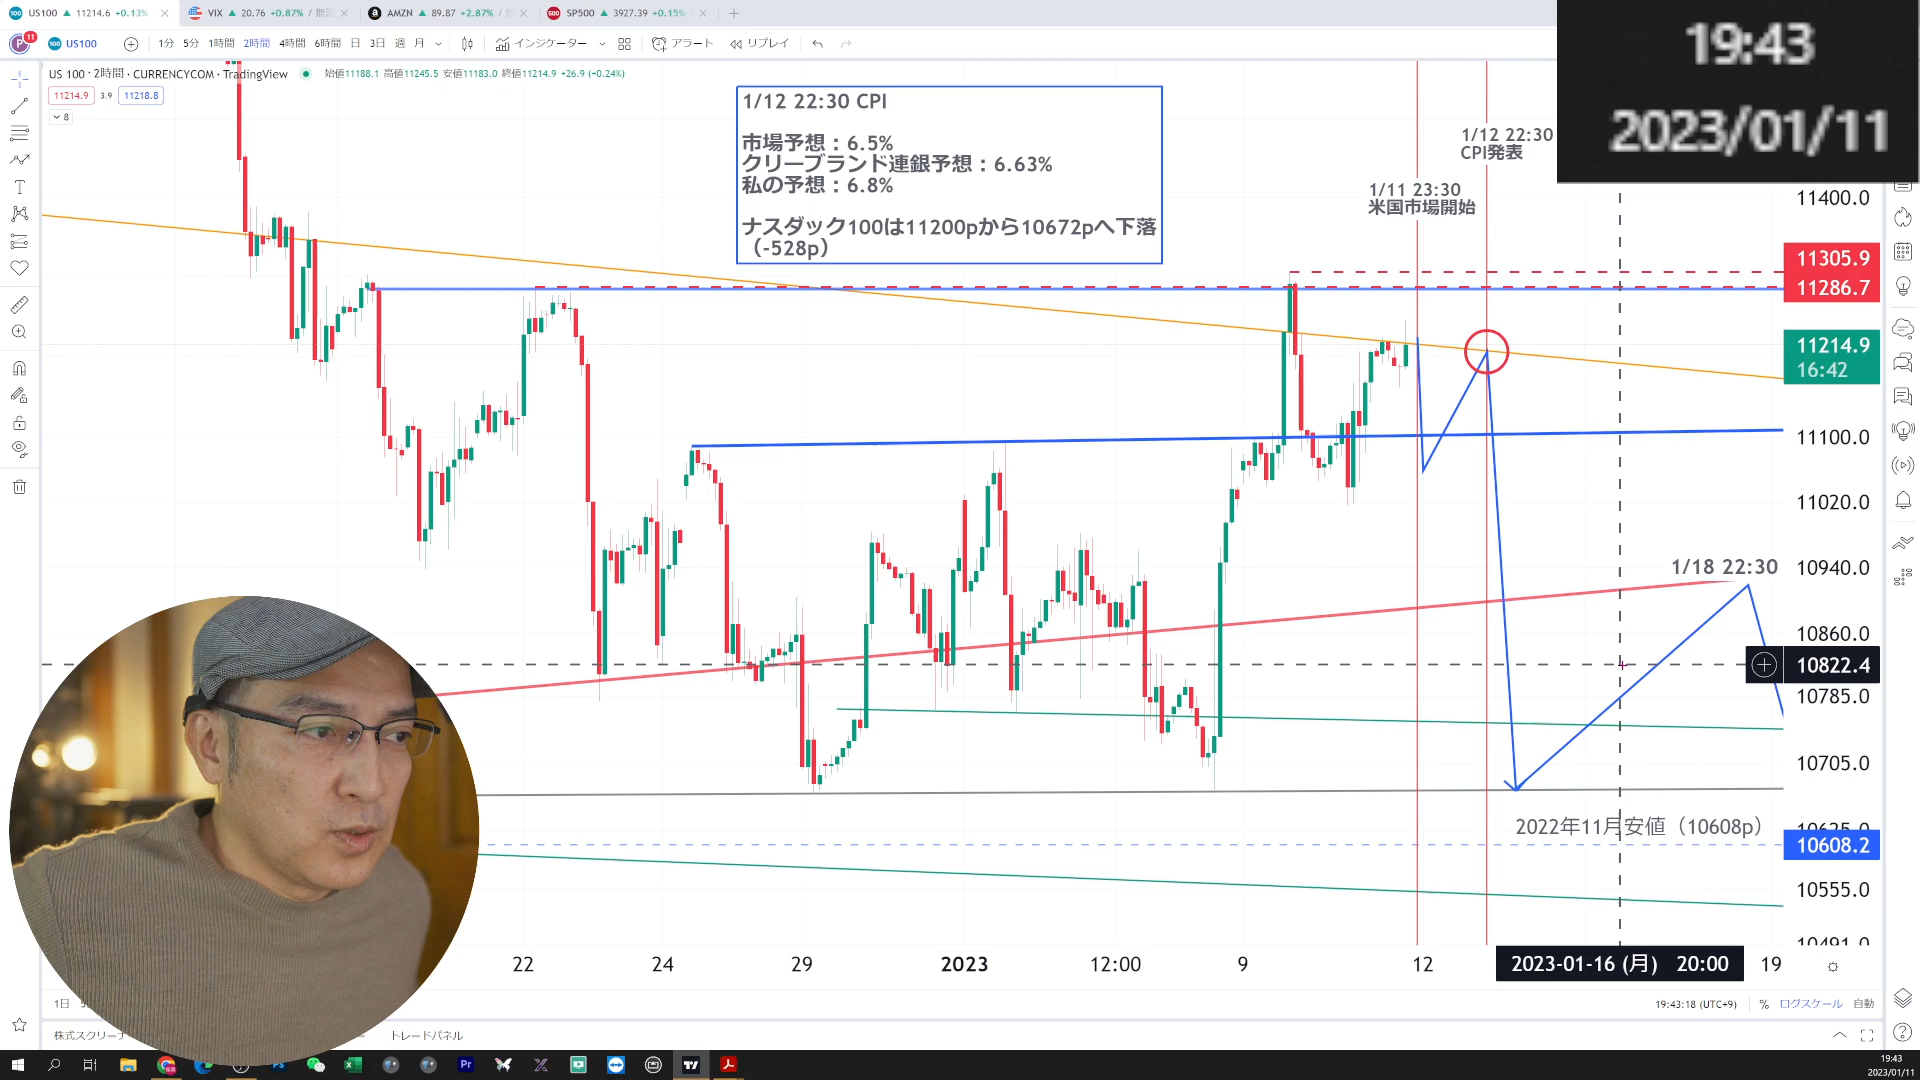 US100 ▲ 11214.6 +0.13%
VIX ▲ 20.76 +0.87% / 無題
AMZN ▲ 89.87 +2.87% / 無
SP500 ▲ 3927.39 +0.15%
19:43
2023/01/11
P 11
100 US100
1分 5分 1時間 2時間 4時間 6時間 日 3日 週 月
インジケーター
アラート
リプレイ
US 100・2時間・CURRENCYCOM・TradingView
始値11188.1 高値11245.5 安値11183.0 終値11214.9 +26.9 (+0.24%)
11214.9 3.9 11218.8
8
1/12 22:30 CPI
市場予想：6.5%
クリーブランド連銀予想：6.63%
私の予想：6.8%
ナスダック100は11200pから10672pへ下落
（-528p）
1/12 22:30
CPI発表
1/11 23:30
米国市場開始
11400.0
11305.9
11286.7
11214.9
16:42
11100.0
11020.0
10940.0
1/18 22:30
10860.0
10822.4
10785.0
10705.0
2022年11月安値（10608p）
10608.2
10555.0
22 24 29 2023 12:00 9 12 2023-01-16 (月) 20:00 19
1日
19:43:18 (UTC+9) % ログスケール 自動
株式スクリーナ
トレードパネル
19:43
2023/01/11